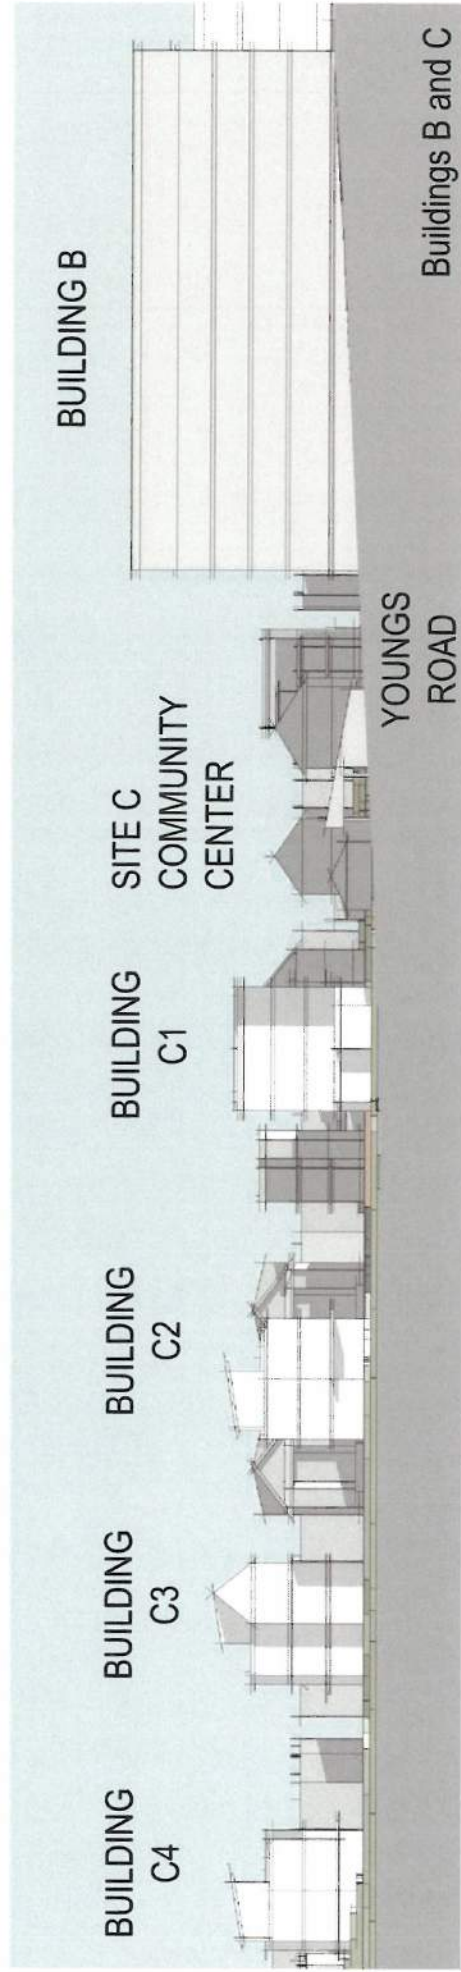 BUILDING
C4
BUILDING
C3
BUILDING
C2
BUILDING
C1
SITE C
COMMUNITY
CENTER
BUILDING B
YOUNGS
ROAD
Buildings B and C